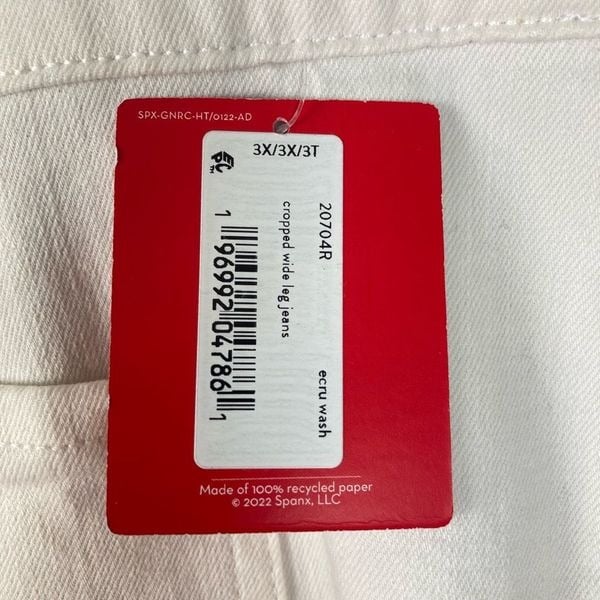 SPX-GNRC-HT/0122-AD
3X/3X/3T
20704R
cropped wide leg jeans
ecru wash
1 96992 04786 1
Made of 100% recycled paper
© 2022 Spanx, LLC